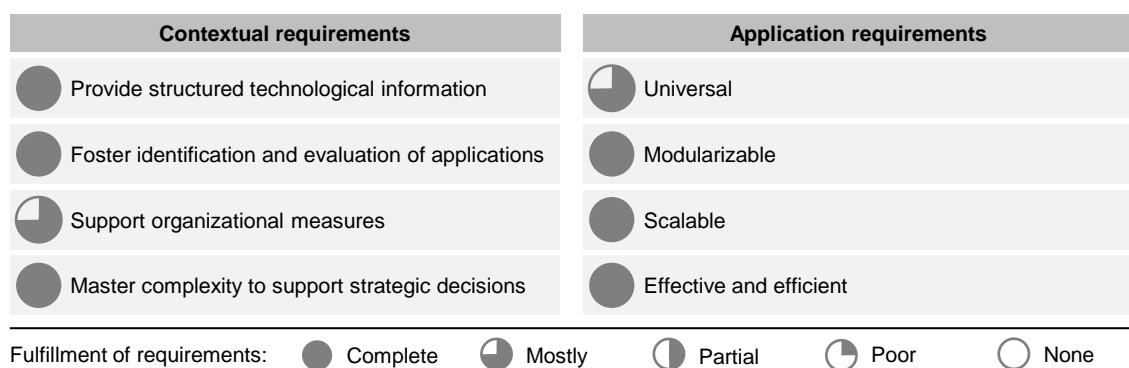 Contextual requirements
Provide structured technological information
Foster identification and evaluation of applications
Support organizational measures
Master complexity to support strategic decisions
Application requirements
Universal
Modularizable
Scalable
Effective and efficient
Fulfillment of requirements: Complete Mostly Partial Poor None